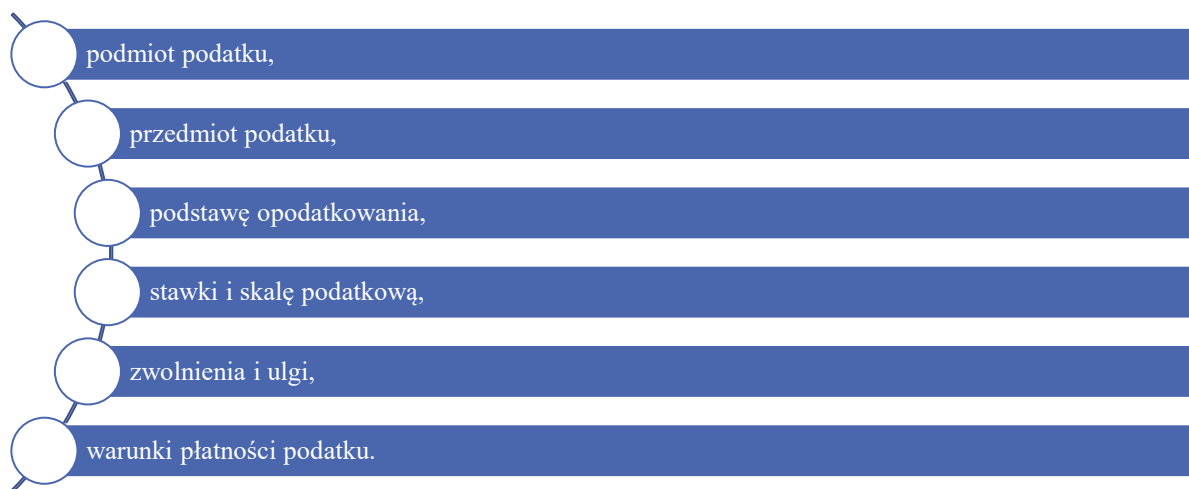 podmiot podatku,
przedmiot podatku,
podstawę opodatkowania,
stawki i skalę podatkową,
zwolnienia i ulgi,
warunki płatności podatku.